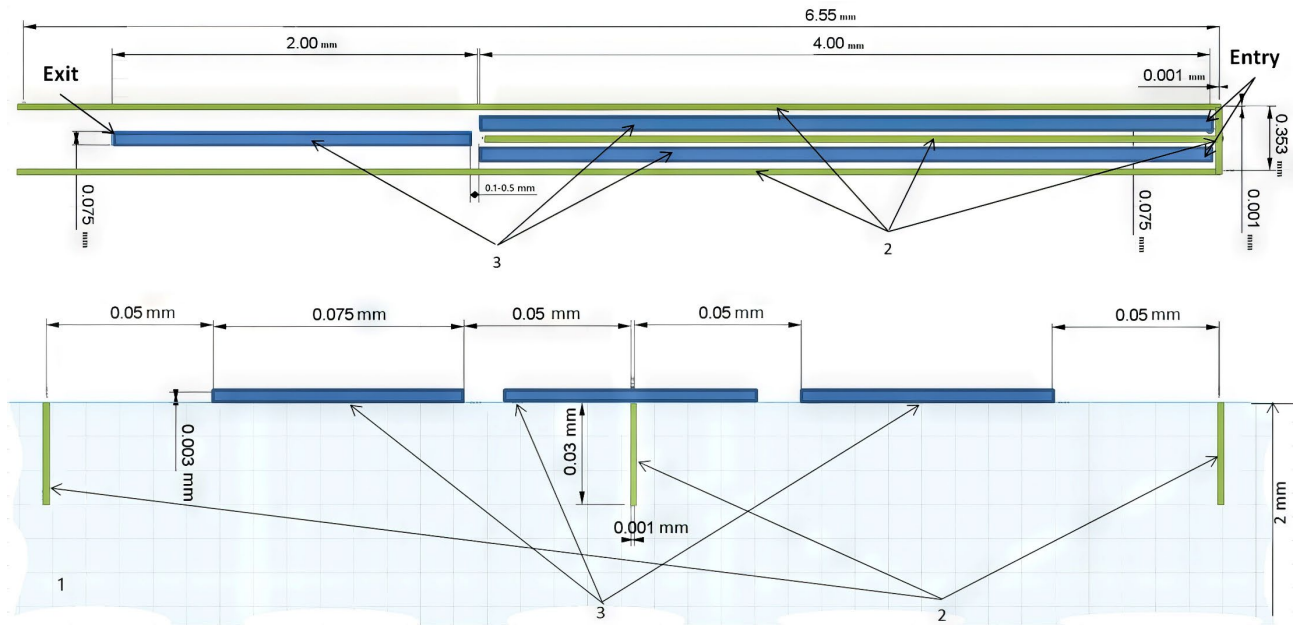 6.55 mm
2.00 mm
4.00 mm
Exit
Entry
0.001 mm
0.353 mm
0.075 mm
0.1-0.5 mm
0.075 mm
0.001 mm
3
2
0.05 mm
0.075 mm
0.05 mm
0.05 mm
0.05 mm
0.003 mm
0.03 mm
0.001 mm
2 mm
1
3
2